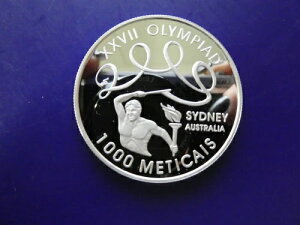 XXVII OLYMPIAD
SYDNEY
AUSTRALIA
1000 METICAIS